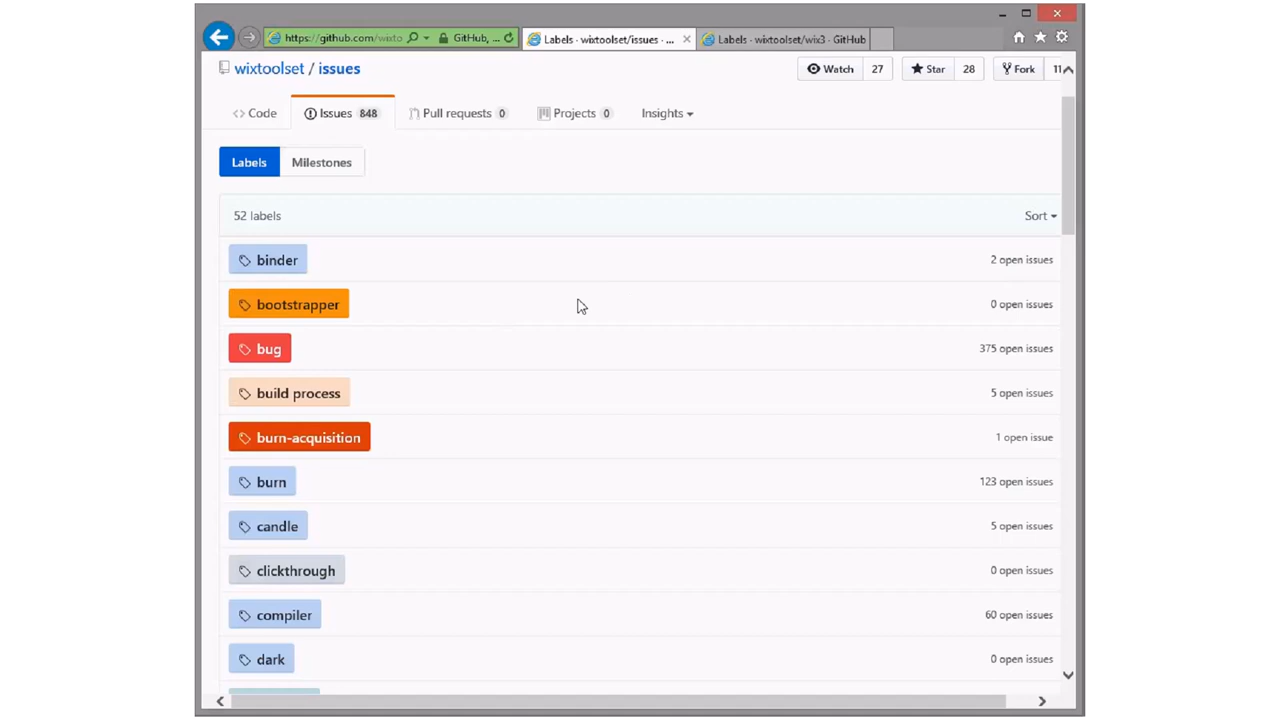 https://github.com/wixto
GitHub, ...
Labels · wixtoolset/issues · ...
Labels · wixtoolset/wix3 · GitHub
wixtoolset / issues
Watch 27
Star 28
Fork 11
Code
Issues 848
Pull requests 0
Projects 0
Insights
Labels
Milestones
52 labels
Sort
binder
2 open issues
bootstrapper
0 open issues
bug
375 open issues
build process
5 open issues
burn-acquisition
1 open issue
burn
123 open issues
candle
5 open issues
clickthrough
0 open issues
compiler
60 open issues
dark
0 open issues